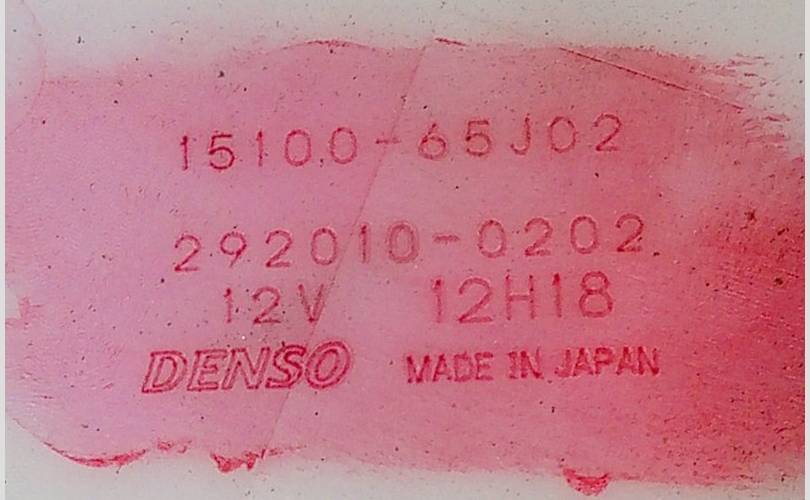 15100-65J02
292010-0202
12V 12H18
DENSO MADE IN JAPAN